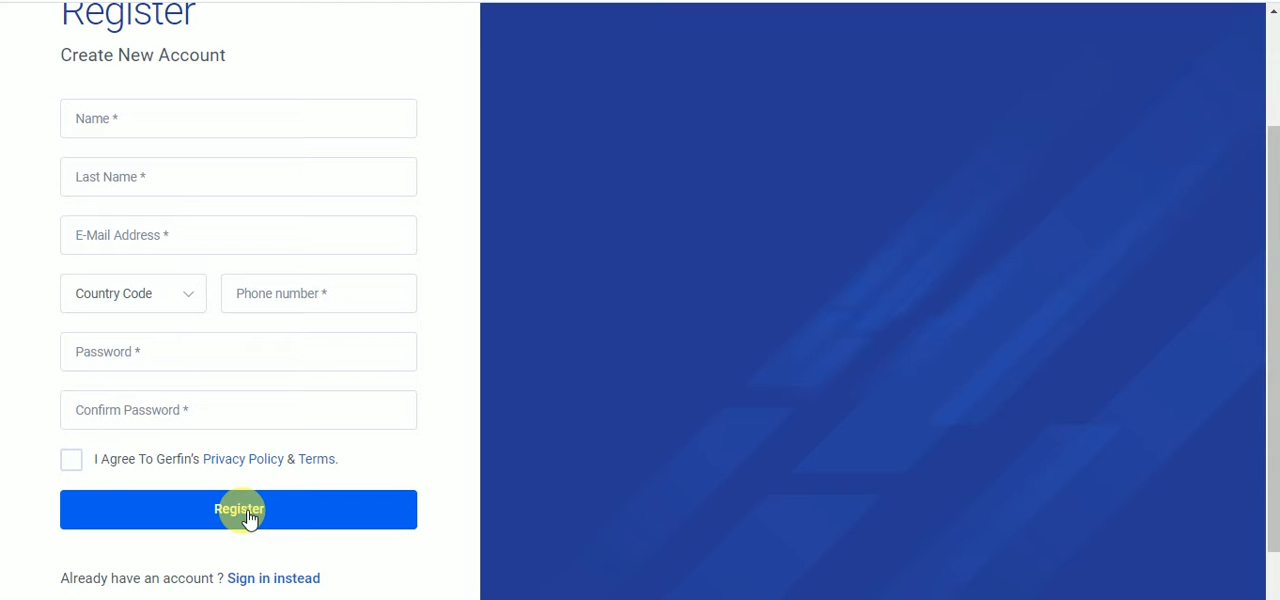 Register
Create New Account
Name *
Last Name *
E-Mail Address *
Country Code
Phone number *
Password *
Confirm Password *
I Agree To Gerfin's Privacy Policy & Terms.
Register
Already have an account ? Sign in instead